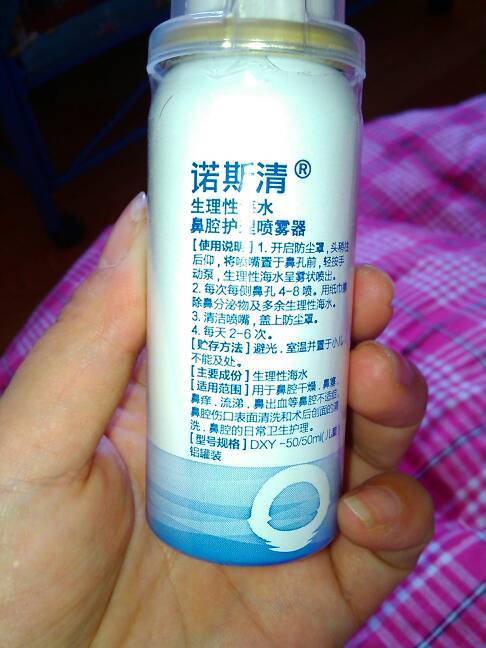 诺斯清®
生理性海水
鼻腔护理喷雾器
[使用说明] 1. 开启防尘罩,头稍往
后仰,将喷嘴置于鼻孔前,轻按手
动泵,生理性海水呈雾状喷出。
2. 每次每侧鼻孔4-8喷。用纸巾擦
除鼻分泌物及多余生理性海水。
3. 清洁喷嘴,盖上防尘罩。
4. 每天2-6次。
[贮存方法] 避光,室温并置于小儿
不能及处。
[主要成份] 生理性海水
[适用范围] 用于鼻腔干燥,鼻塞,
鼻痒,流涕,鼻出血等鼻腔不适症,
鼻腔伤口表面清洗和术后创面的清
洗,鼻腔的日常卫生护理。
[型号规格] DXY-50/50ml(儿童)
铝罐装